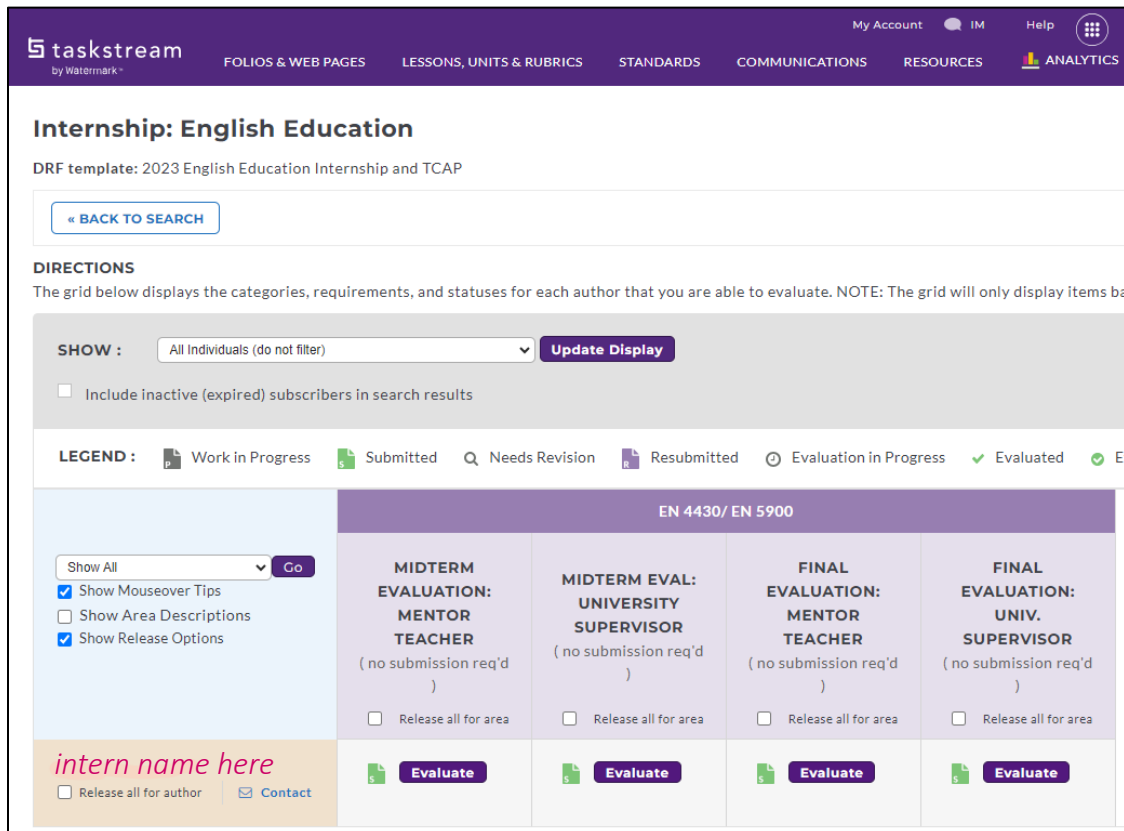 My Account IM Help
taskstream
by Watermark™
FOLIOS & WEB PAGES LESSONS, UNITS & RUBRICS STANDARDS COMMUNICATIONS RESOURCES ANALYTICS
Internship: English Education
DRF template: 2023 English Education Internship and TCAP
« BACK TO SEARCH
DIRECTIONS
The grid below displays the categories, requirements, and statuses for each author that you are able to evaluate. NOTE: The grid will only display items ba
SHOW : All Individuals (do not filter) Update Display
Include inactive (expired) subscribers in search results
LEGEND : P Work in Progress S Submitted Needs Revision R Resubmitted Evaluation in Progress Evaluated E
EN 4430/ EN 5900
Show All Go
Show Mouseover Tips
Show Area Descriptions
Show Release Options
MIDTERM
EVALUATION:
MENTOR
TEACHER
( no submission req'd
)
Release all for area
MIDTERM EVAL:
UNIVERSITY
SUPERVISOR
( no submission req'd
)
Release all for area
FINAL
EVALUATION:
MENTOR
TEACHER
( no submission req'd
)
Release all for area
FINAL
EVALUATION:
UNIV.
SUPERVISOR
( no submission req'd
)
Release all for area
intern name here
Release all for author Contact
S Evaluate S Evaluate S Evaluate S Evaluate